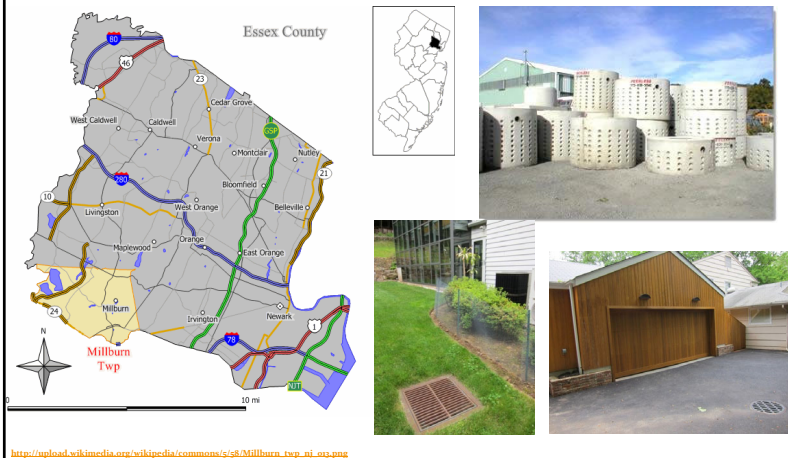 Essex County
80
46
23
Cedar Grove
West Caldwell
Caldwell
GSP
Verona
Montclair
Nutley
21
280
Bloomfield
10
Livingston
West Orange
Belleville
Maplewood
Orange
East Orange
Millburn
24
Irvington
Newark
1
78
N
Millburn
Twp
NJT
10 mi
0
http://upload.wikimedia.org/wikipedia/commons/5/58/Millburn_twp_nj_013.png